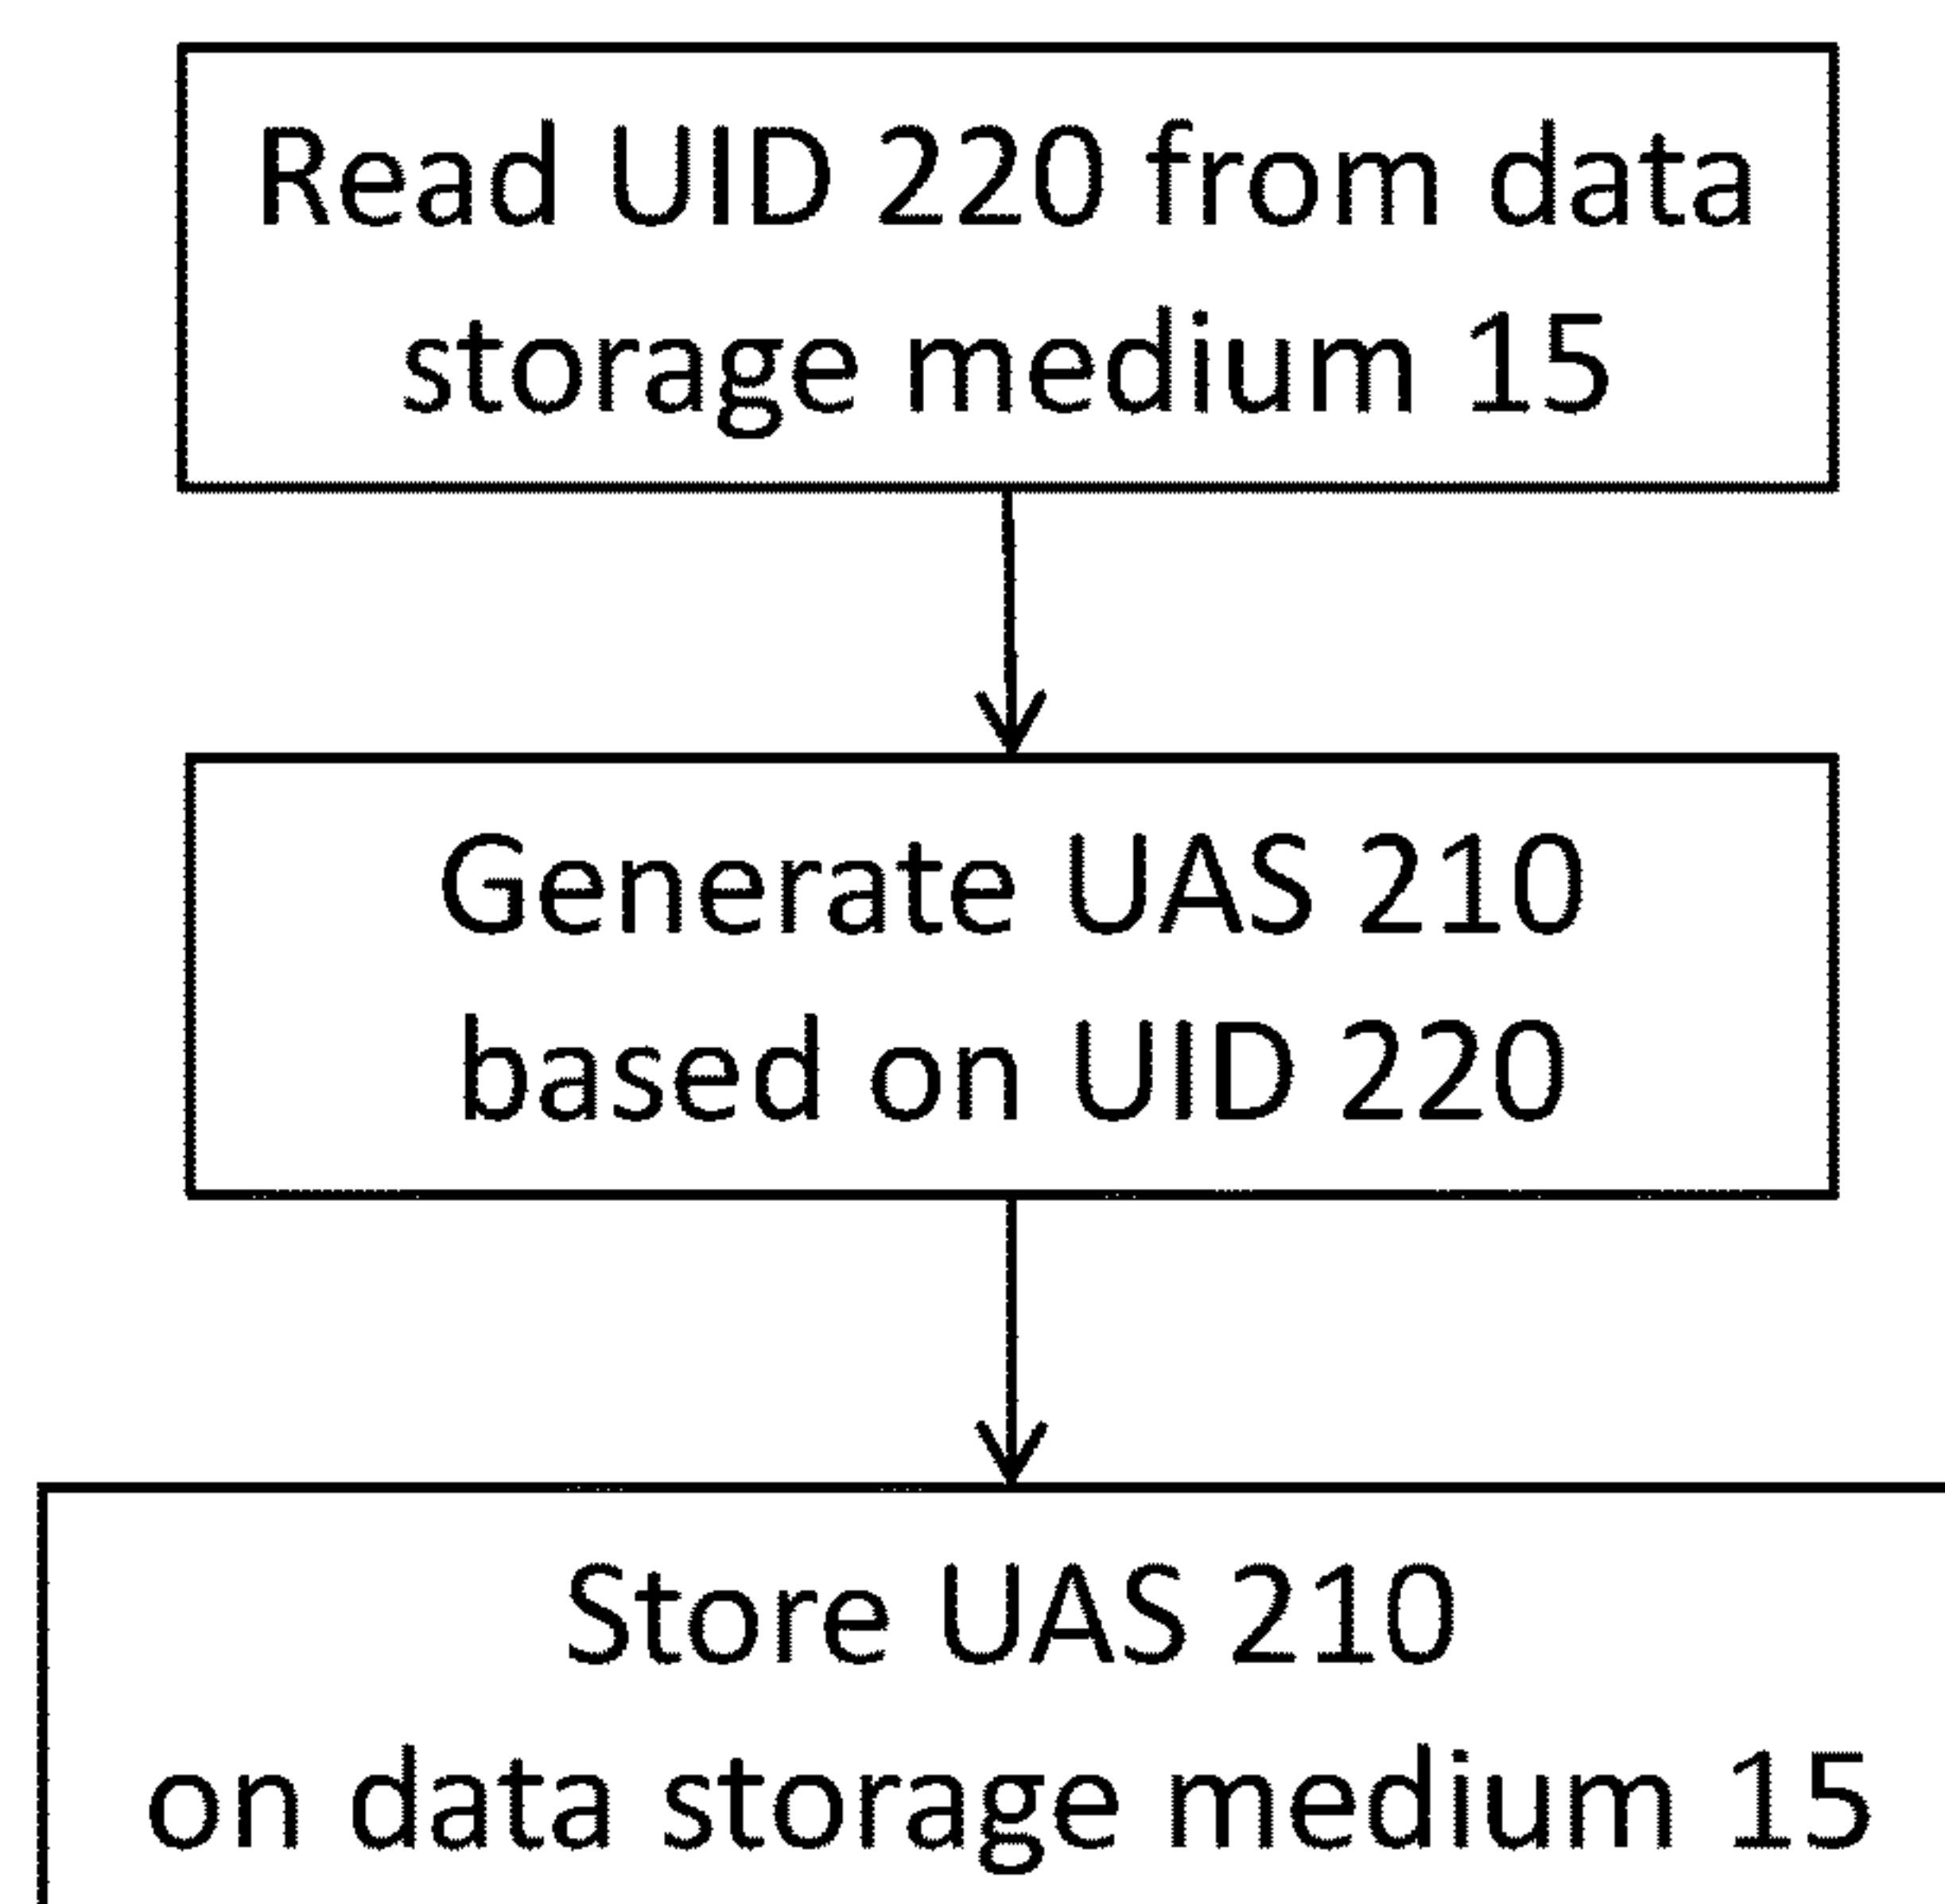 Read UID 220 from data
storage medium 15
Generate UAS 210
based on UID 220
Store UAS 210
on data storage medium 15